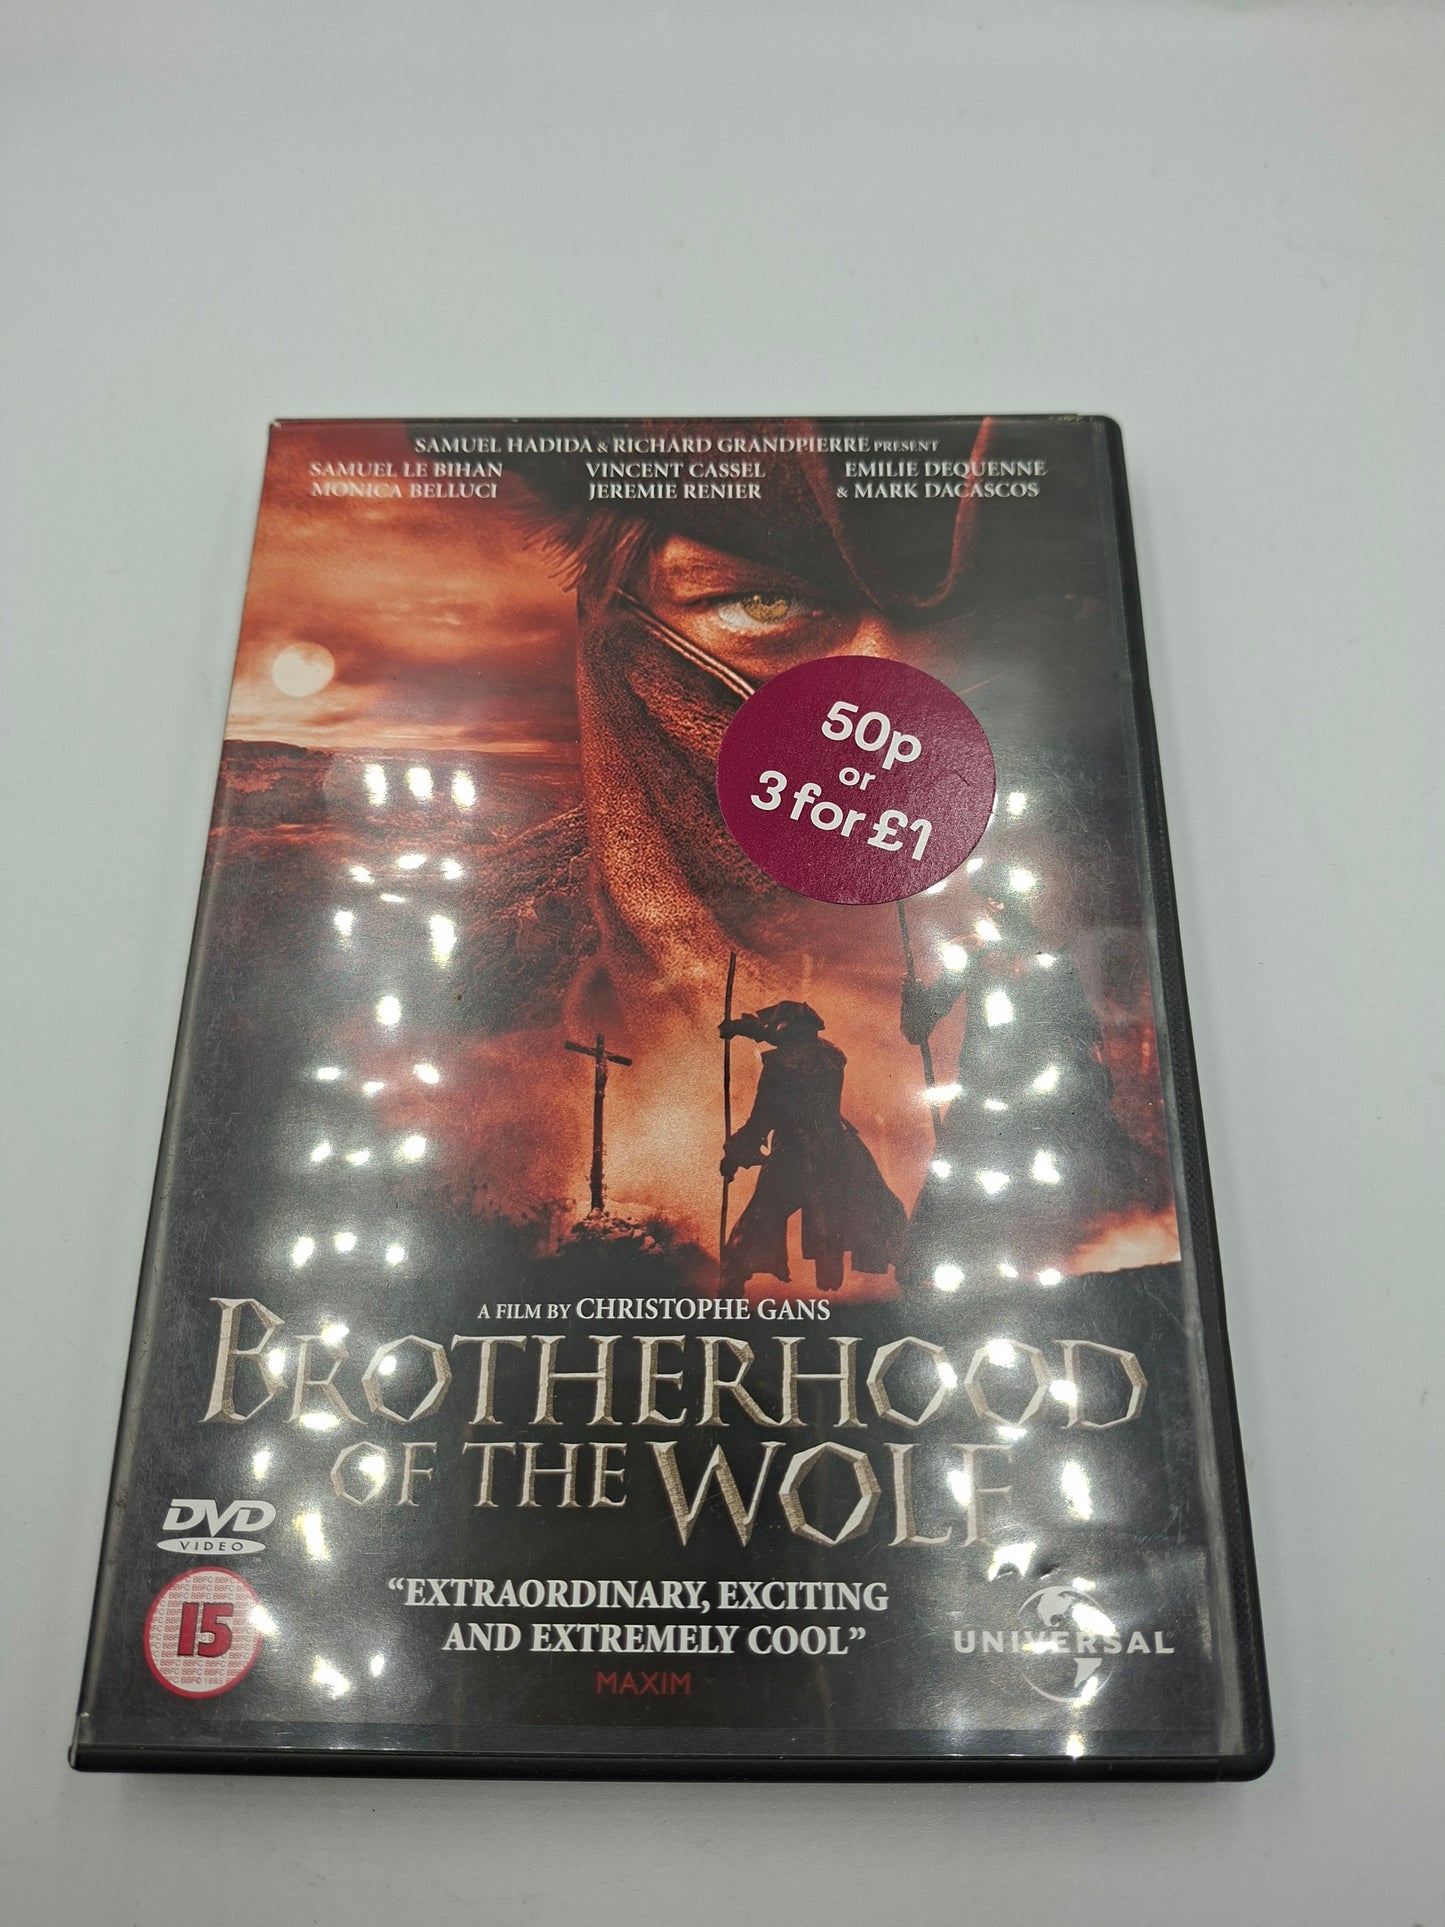 SAMUEL HADIDA & RICHARD GRANDPIERRE PRESENT
SAMUEL LE BIHAN VINCENT CASSEL EMILIE DEQUENNE
MONICA BELLUCI JEREMIE RENIER & MARK DACASCOS
50p
or
3 for £1
A FILM BY CHRISTOPHE GANS
BROTHERHOOD
OF THE WOLF
DVD
VIDEO
15
"EXTRAORDINARY, EXCITING
AND EXTREMELY COOL"
MAXIM
UNIVERSAL